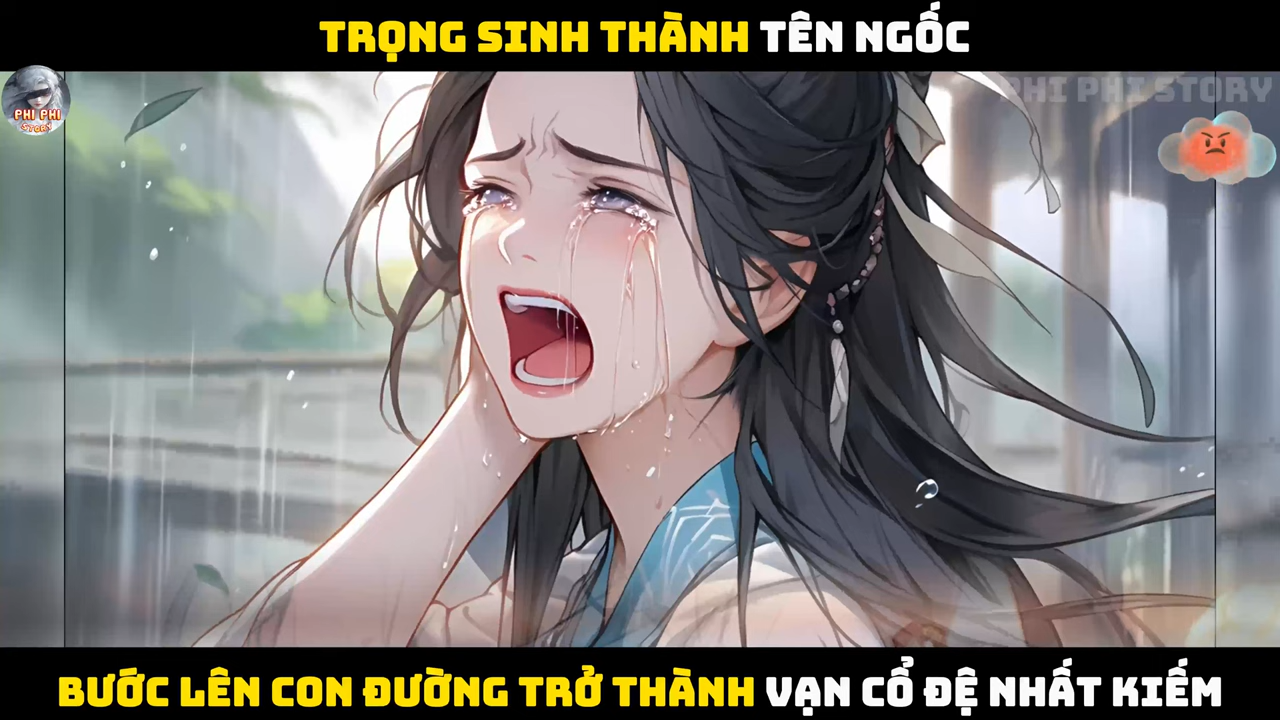 TRỌNG SINH THÀNH TÊN NGỐC
PHI PHI STORY
PHI PHI
STORY
BƯỚC LÊN CON ĐƯỜNG TRỞ THÀNH VẠN CỔ ĐỆ NHẤT KIẾM